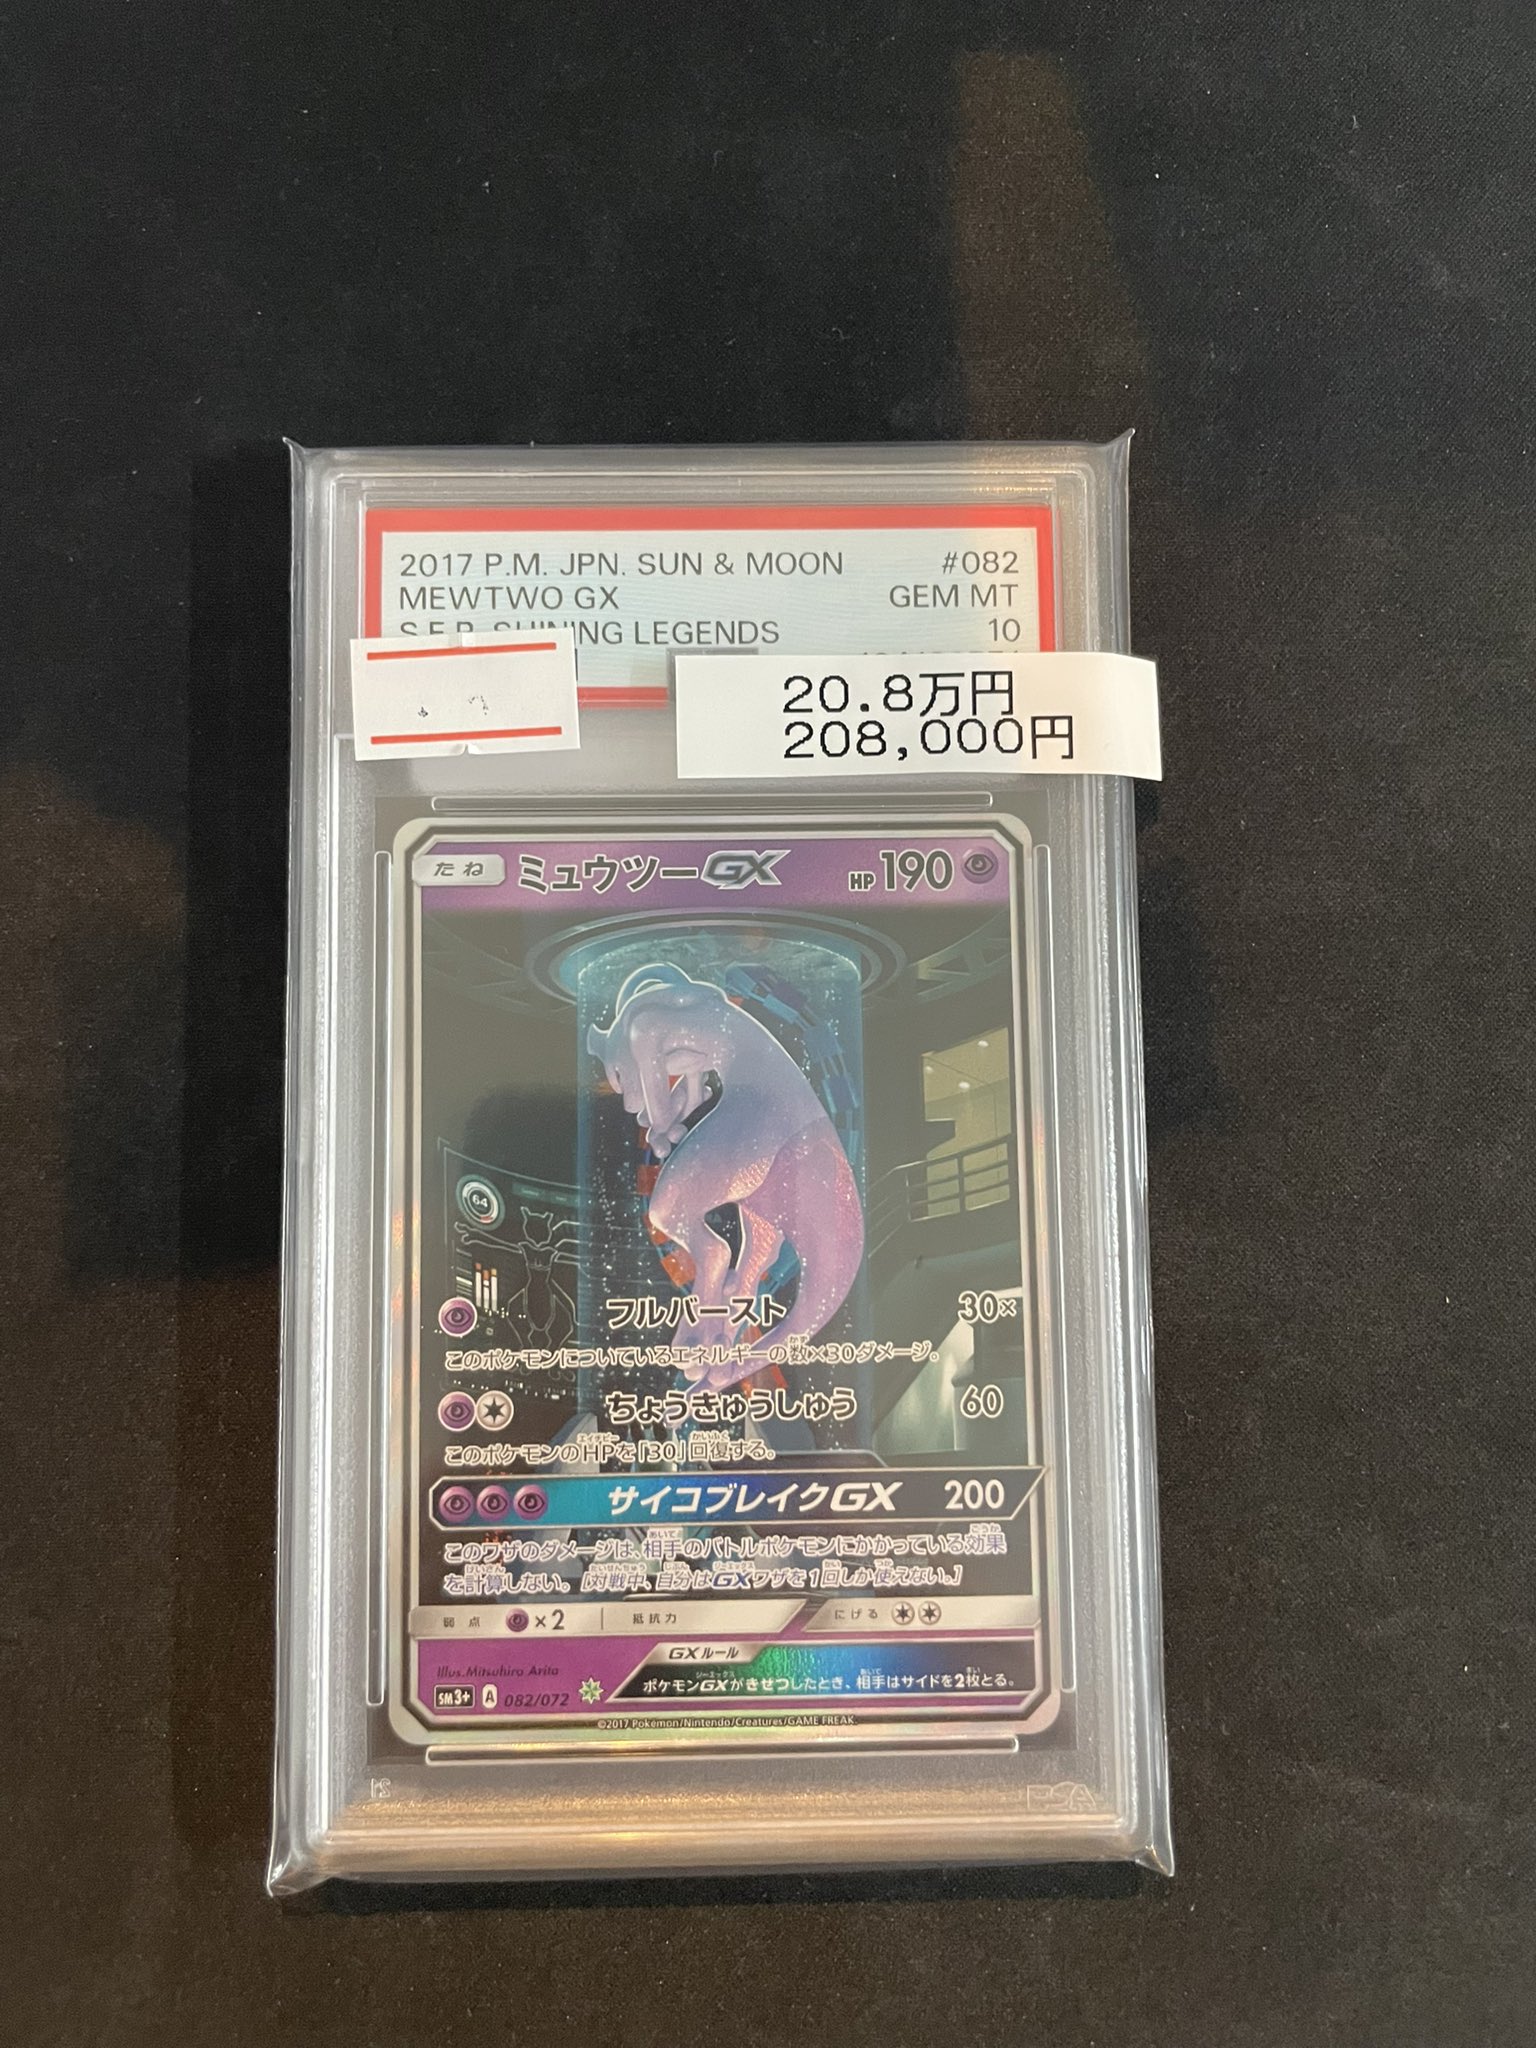 2017 P.M. JPN. SUN & MOON #082
MEWTWO GX GEM MT
SHINING LEGENDS 10
20.8万円
208,000円
たね ミュウツーGX HP190
64
フルバースト 30×
このポケモンについているエネルギーの数×30ダメージ。
ちょうきゅうしゅう 60
このポケモンのHPを「30」回復する。
サイコブレイクGX 200
このワザのダメージは、相手のバトルポケモンにかかっている効果
を計算しない。[対戦中、自分はGXワザを1回しか使えない。]
弱点 ×2 抵抗力 にげる
GXルール
Illus.Mitsuhiro Arita
ポケモンGXがきぜつしたとき、相手はサイドを2枚とる。
SM3+ A 082/072
©2017 Pokémon/Nintendo/Creatures/GAME FREAK.
PSA